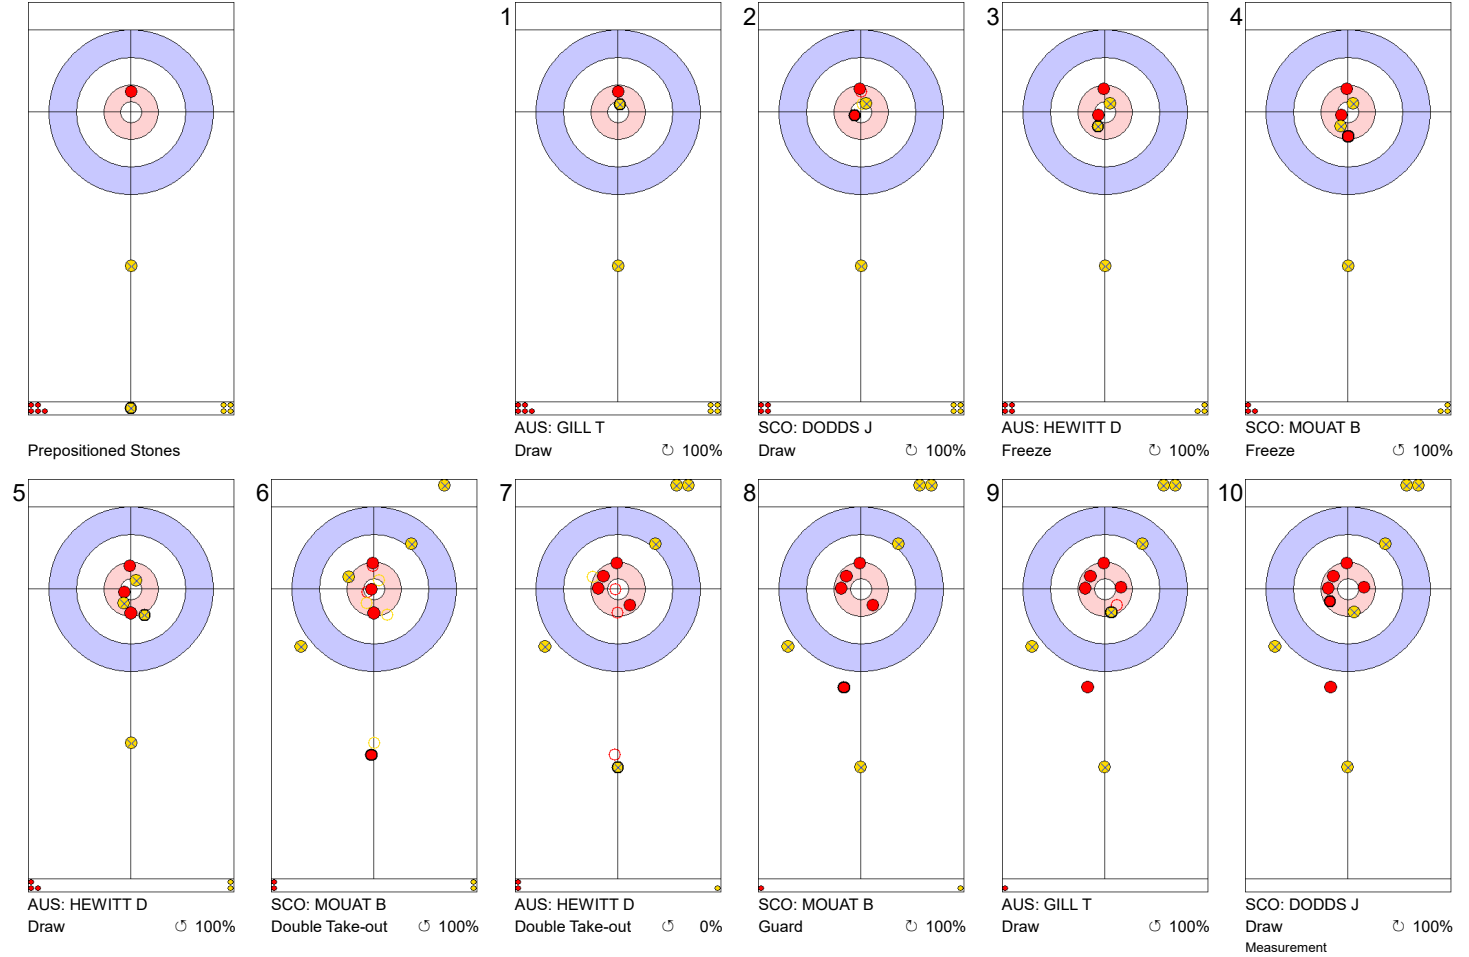 Prepositioned Stones
1
AUS: GILL T
Draw ↻ 100%
2
SCO: DODDS J
Draw ↻ 100%
3
AUS: HEWITT D
Freeze ↻ 100%
4
SCO: MOUAT B
Freeze ↺ 100%
5
AUS: HEWITT D
Draw ↺ 100%
6
SCO: MOUAT B
Double Take-out ↺ 100%
7
AUS: HEWITT D
Double Take-out ↺ 0%
8
SCO: MOUAT B
Guard ↻ 100%
9
AUS: GILL T
Draw ↺ 100%
10
SCO: DODDS J
Draw ↺ 100%
Measurement